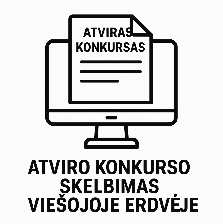 ATVIRAS
KONKURSAS
ATVIRO KONKURSO
SKELBIMAS
VIEŠOJOJE ERDVĖJE